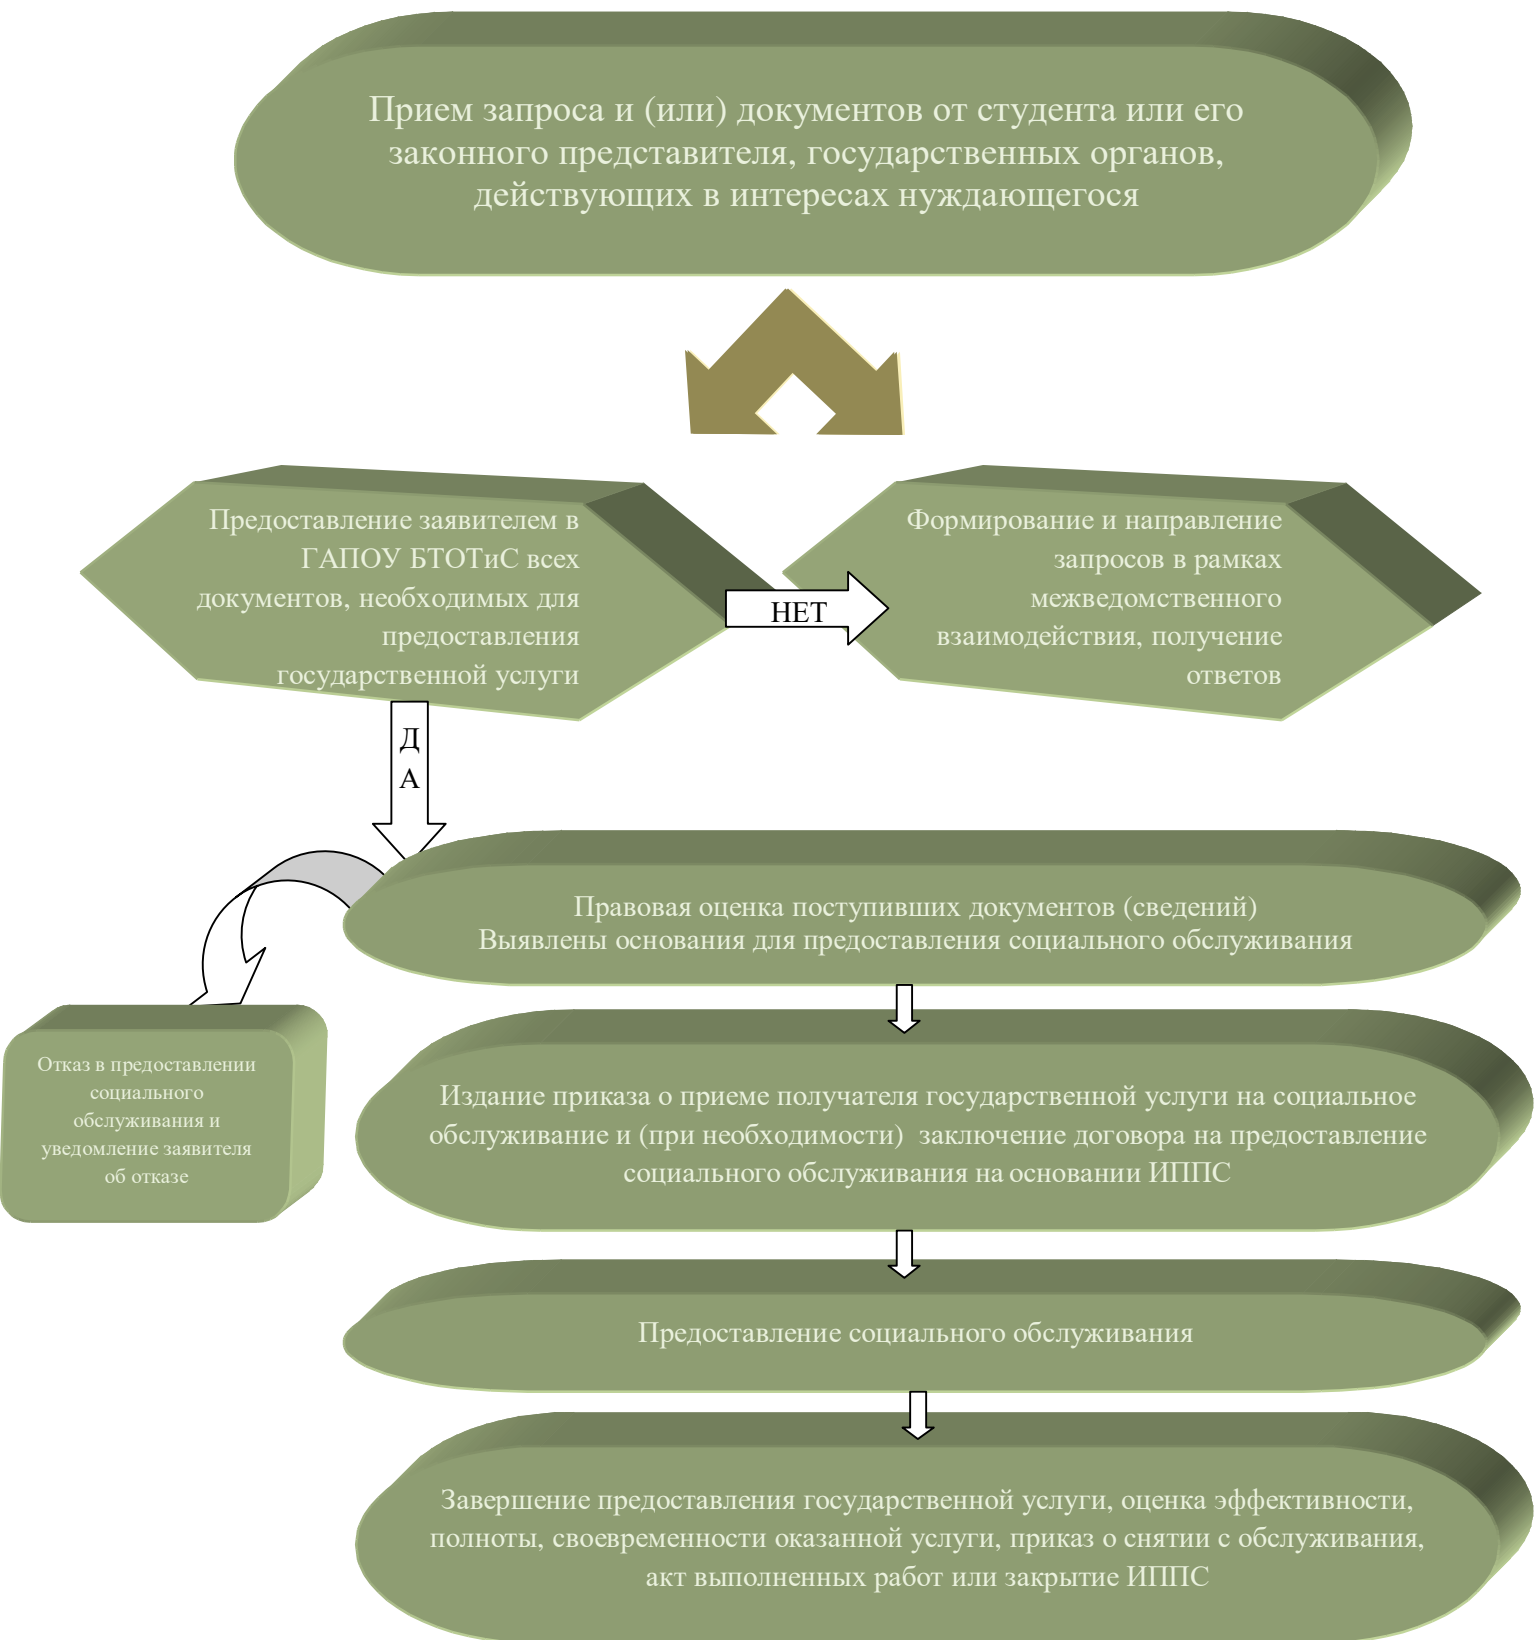 Прием запроса и (или) документов от студента или его
законного представителя, государственных органов,
действующих в интересах нуждающегося
Предоставление заявителем в
ГАПОУ БТОТиС всех
документов, необходимых для
предоставления
государственной услуги
НЕТ
Формирование и направление
запросов в рамках
межведомственного
взаимодействия, получение
ответов
Д
А
Правовая оценка поступивших документов (сведений)
Выявлены основания для предоставления социального обслуживания
Отказ в предоставлении
социального
обслуживания и
уведомление заявителя
об отказе
Издание приказа о приеме получателя государственной услуги на социальное
обслуживание и (при необходимости) заключение договора на предоставление
социального обслуживания на основании ИППС
Предоставление социального обслуживания
Завершение предоставления государственной услуги, оценка эффективности,
полноты, своевременности оказанной услуги, приказ о снятии с обслуживания,
акт выполненных работ или закрытие ИППС